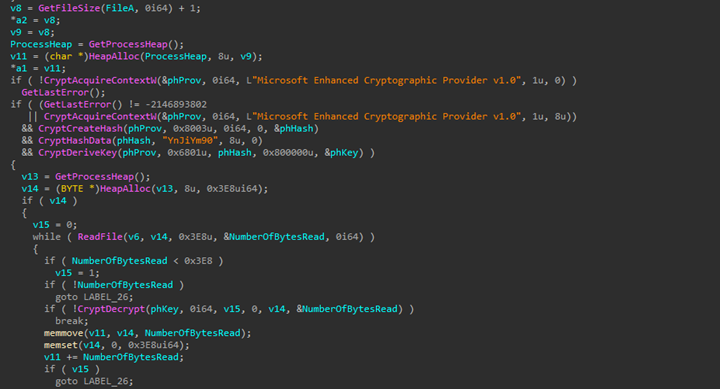 v8 = GetFileSize(FileA, 0i64) + 1;
*a2 = v8;
v9 = v8;
ProcessHeap = GetProcessHeap();
v11 = (char *)HeapAlloc(ProcessHeap, 8u, v9);
*a1 = v11;
if ( !CryptAcquireContextW(&phProv, 0i64, L"Microsoft Enhanced Cryptographic Provider v1.0", 1u, 0) )
GetLastError();
if ( (GetLastError() != -2146893802
|| CryptAcquireContextW(&phProv, 0i64, L"Microsoft Enhanced Cryptographic Provider v1.0", 1u, 8u))
&& CryptCreateHash(phProv, 0x8003u, 0i64, 0, &phHash)
&& CryptHashData(phHash, "YnJiYm90", 8u, 0)
&& CryptDeriveKey(phProv, 0x6801u, phHash, 0x800000u, &phKey) )
{
v13 = GetProcessHeap();
v14 = (BYTE *)HeapAlloc(v13, 8u, 0x3E8ui64);
if ( v14 )
{
v15 = 0;
while ( ReadFile(v6, v14, 0x3E8u, &NumberOfBytesRead, 0i64) )
{
if ( NumberOfBytesRead < 0x3E8 )
v15 = 1;
if ( !NumberOfBytesRead )
goto LABEL_26;
if ( !CryptDecrypt(phKey, 0i64, v15, 0, v14, &NumberOfBytesRead) )
break;
memmove(v11, v14, NumberOfBytesRead);
memset(v14, 0, 0x3E8ui64);
v11 += NumberOfBytesRead;
if ( v15 )
goto LABEL_26;